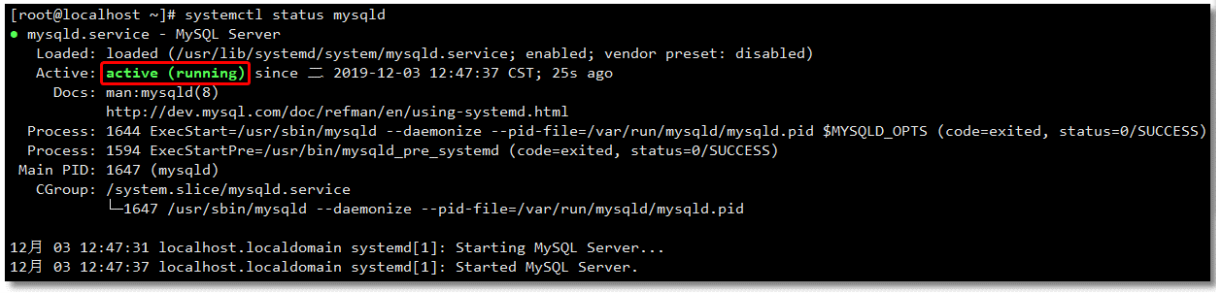 [root@localhost ~]# systemctl status mysqld
● mysqld.service - MySQL Server
Loaded: loaded (/usr/lib/systemd/system/mysqld.service; enabled; vendor preset: disabled)
Active: active (running) since 二 2019-12-03 12:47:37 CST; 25s ago
Docs: man:mysqld(8)
http://dev.mysql.com/doc/refman/en/using-systemd.html
Process: 1644 ExecStart=/usr/sbin/mysqld --daemonize --pid-file=/var/run/mysqld/mysqld.pid $MYSQLD_OPTS (code=exited, status=0/SUCCESS)
Process: 1594 ExecStartPre=/usr/bin/mysqld_pre_systemd (code=exited, status=0/SUCCESS)
Main PID: 1647 (mysqld)
CGroup: /system.slice/mysqld.service
└─1647 /usr/sbin/mysqld --daemonize --pid-file=/var/run/mysqld/mysqld.pid
12月 03 12:47:31 localhost.localdomain systemd[1]: Starting MySQL Server...
12月 03 12:47:37 localhost.localdomain systemd[1]: Started MySQL Server.